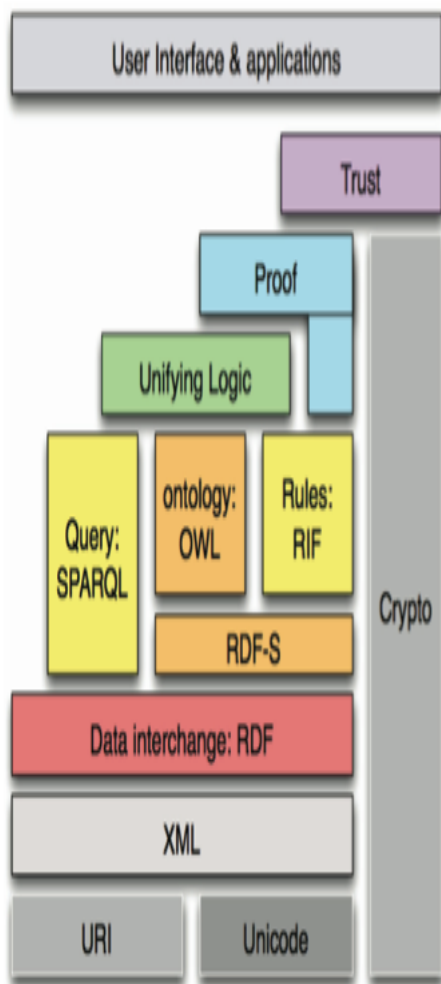 User Interface & applications
Trust
Proof
Unifying Logic
Query:
SPARQL
ontology:
OWL
Rules:
RIF
Crypto
RDF-S
Data interchange: RDF
XML
URI
Unicode